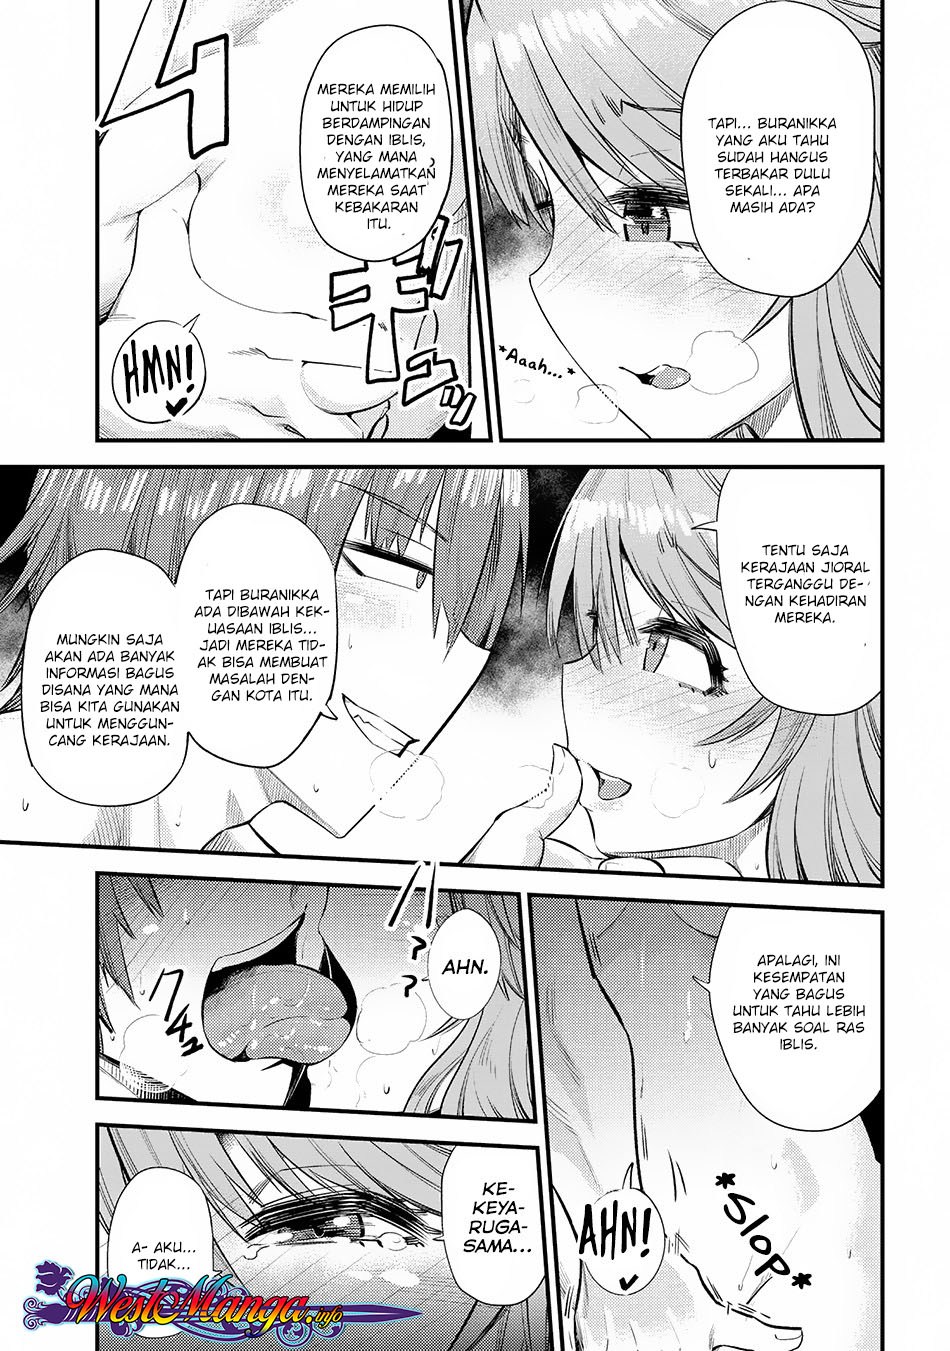 TAPI... BURANIKKA
YANG AKU TAHU
SUDAH HANGUS
TERBAKAR DULU
SEKALI... APA
MASIH ADA?
*Aaah...*
MEREKA MEMILIH
UNTUK HIDUP
BERDAMPINGAN
DENGAN IBLIS,
YANG MANA
MENYELAMATKAN
MEREKA SAAT
KEBAKARAN
ITU.
HMN!
TENTU SAJA
KERAJAAN JIORAL
TERGANGGU DE-
NGAN KEHADIRAN
MEREKA.
TAPI BURANIKKA
ADA DIBAWAH KEK-
UASAAN IBLIS...
JADI MEREKA TID-
AK BISA MEMBUAT
MASALAH DEN-
GAN KOTA ITU.
MUNGKIN SAJA
AKAN ADA BANYAK
INFORMASI BAGUS
DISANA YANG MANA
BISA KITA GUNAKAN
UNTUK MENGGUN-
CANG KERAJAAN.
APALAGI, INI
KESEMPATAN
YANG BAGUS
UNTUK TAHU LEBIH
BANYAK SOAL RAS
IBLIS.
AHN!
*Slop*
AHN.
KE-
KEYA-
RUGA-
SAMA...
A- AKU...
TIDAK...
WestManga.info